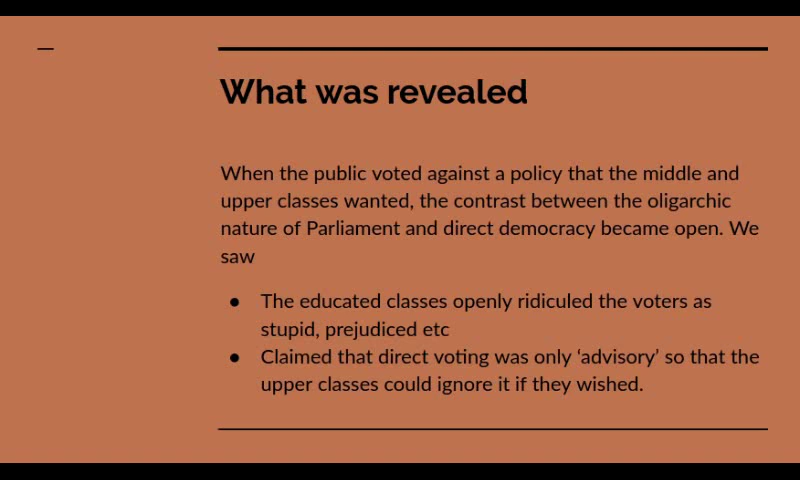 What was revealed
When the public voted against a policy that the middle and
upper classes wanted, the contrast between the oligarchic
nature of Parliament and direct democracy became open. We
saw
● The educated classes openly ridiculed the voters as
stupid, prejudiced etc
● Claimed that direct voting was only ‘advisory’ so that the
upper classes could ignore it if they wished.